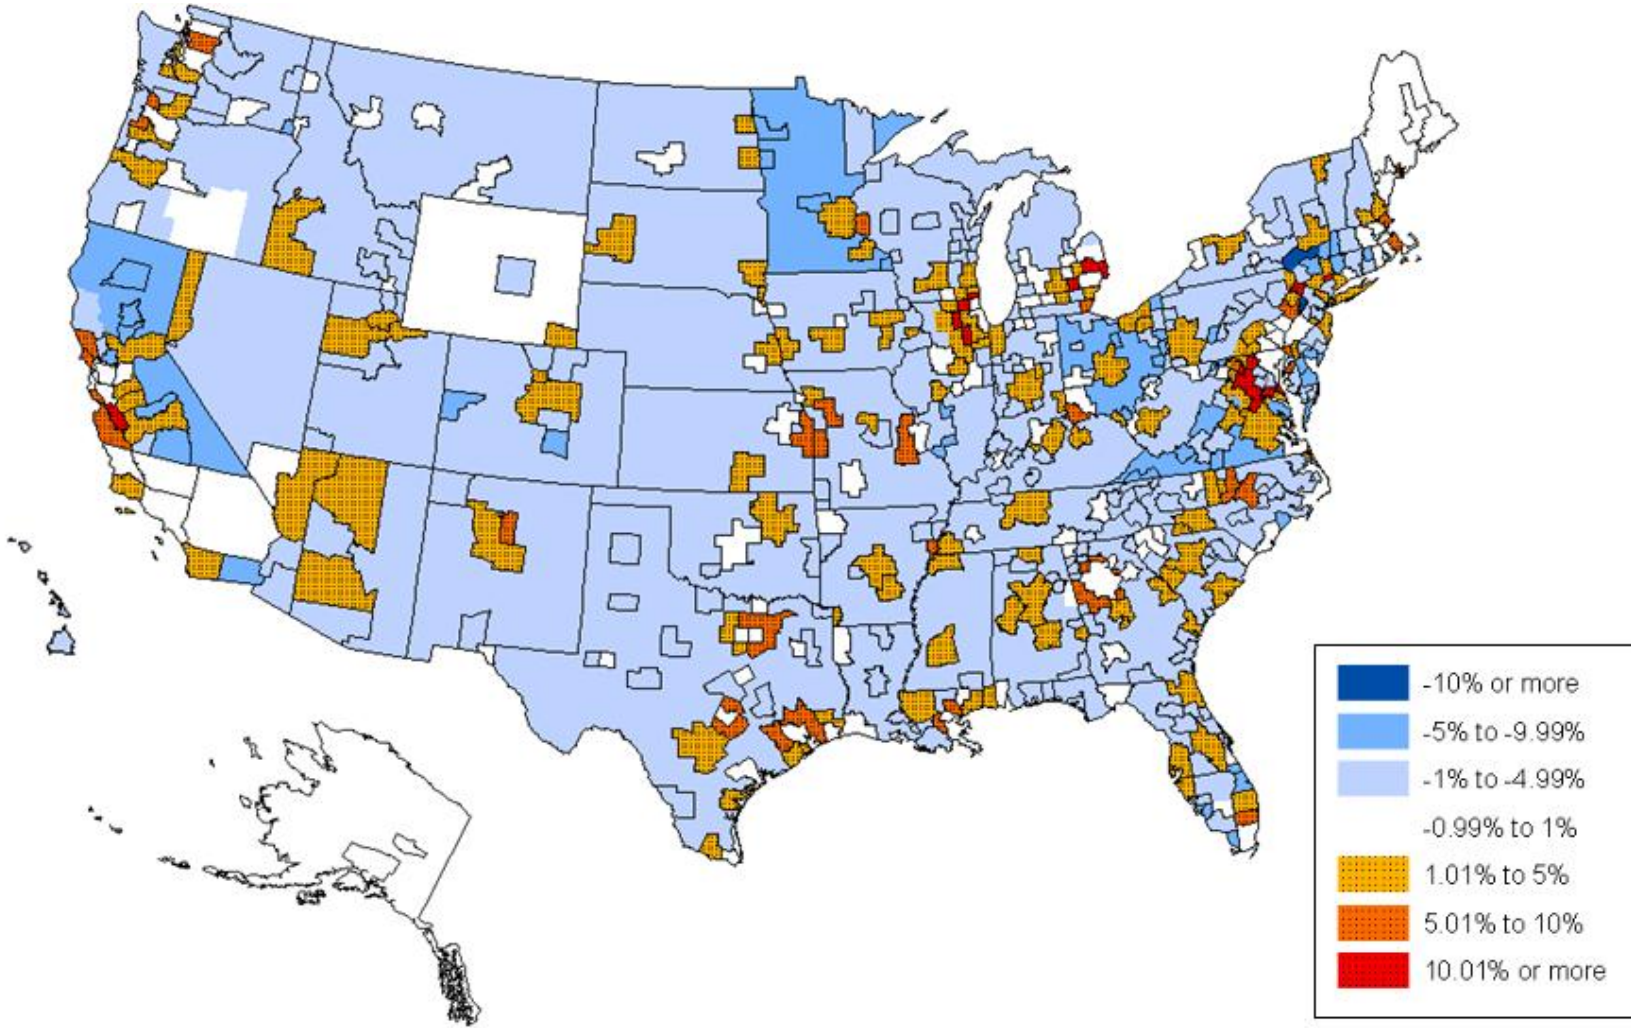 -10% or more
-5% to -9.99%
-1% to -4.99%
-0.99% to 1%
1.01% to 5%
5.01% to 10%
10.01% or more